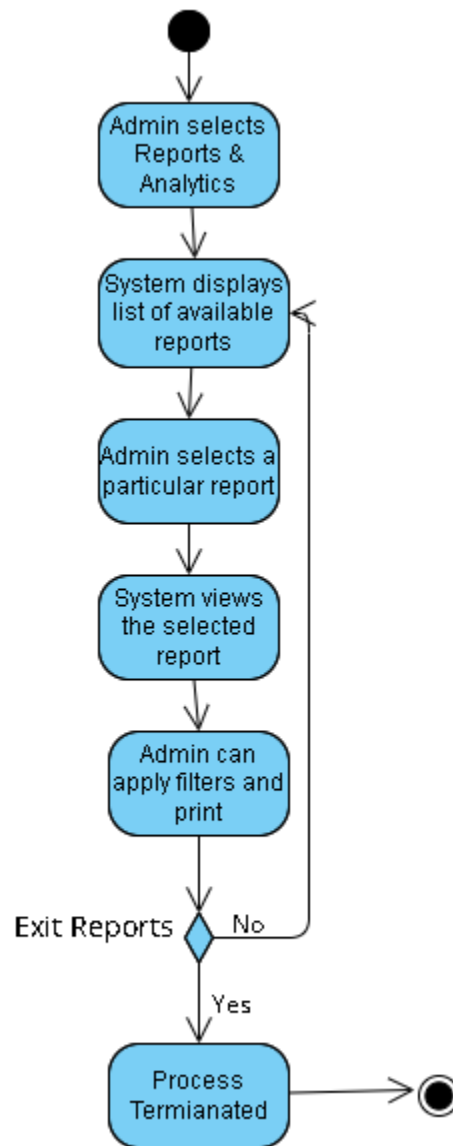 Admin selects
Reports &
Analytics
System displays
list of available
reports
Admin selects a
particular report
System views
the selected
report
Admin can
apply filters and
print
Exit Reports
No
Yes
Process
Termianated